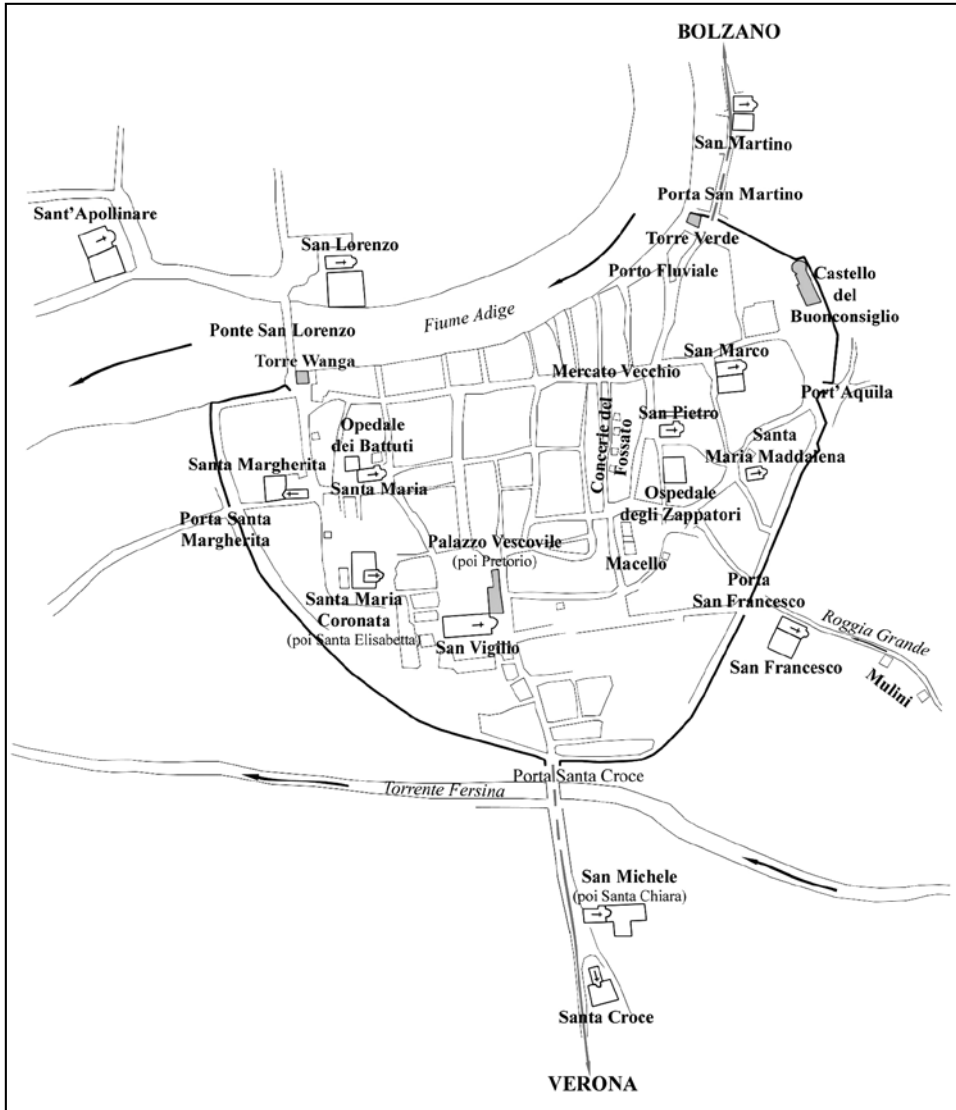 BOLZANO
San Martino
Porta San Martino
Sant'Apollinare
San Lorenzo
Torre Verde
Porto Fluviale
Castello
del
Buonconsiglio
Fiume Adige
Ponte San Lorenzo
Torre Wanga
San Marco
Mercato Vecchio
Port'Aquila
Opedale
dei Battuti
San Pietro
Concerie del
Fossato
Santa
Maria Maddalena
Santa Margherita
Santa Maria
Ospedale
degli Zappatori
Porta Santa
Margherita
Palazzo Vescovile
(poi Pretorio)
Macello
Porta
San Francesco
Santa Maria
Coronata
(poi Santa Elisabetta)
San Vigilio
Roggia Grande
San Francesco
Mulini
Porta Santa Croce
Torrente Fersina
San Michele
(poi Santa Chiara)
Santa Croce
VERONA